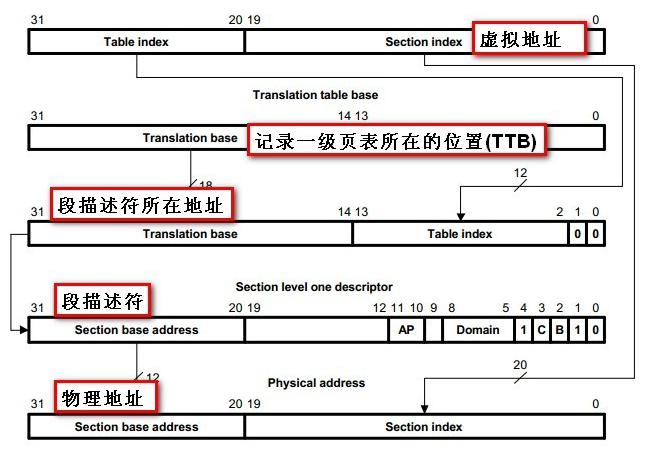 31 20 19 0
Table index Section index 虚拟地址
Translation table base
31 14 13 0
Translation base 记录一级页表所在的位置(TTB)
18 12
段描述符所在地址
31 14 13 2 1 0
Translation base Table index 0 0
Section level one descriptor
段描述符
31 20 19 12 11 10 9 8 5 4 3 2 1 0
Section base address AP Domain 1 C B 1 0
12 20
Physical address
物理地址
31 20 19 0
Section base address Section index